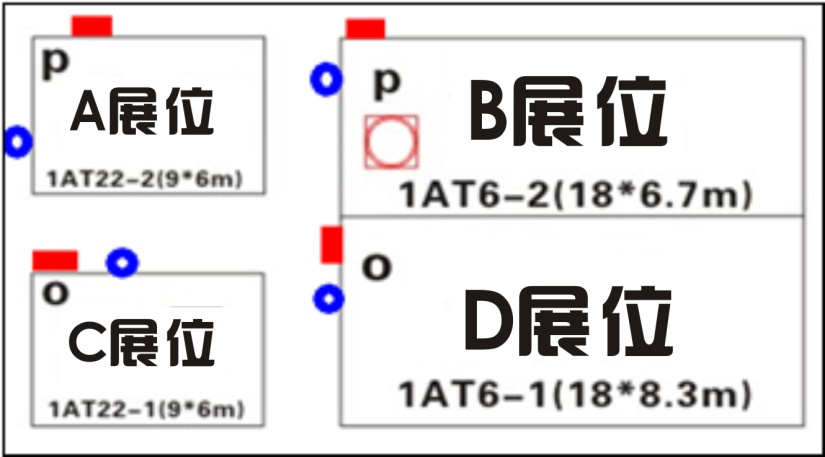 p
A展位
1AT22-2(9*6m)
p
B展位
1AT6-2(18*6.7m)
o
C展位
1AT22-1(9*6m)
o
D展位
1AT6-1(18*8.3m)